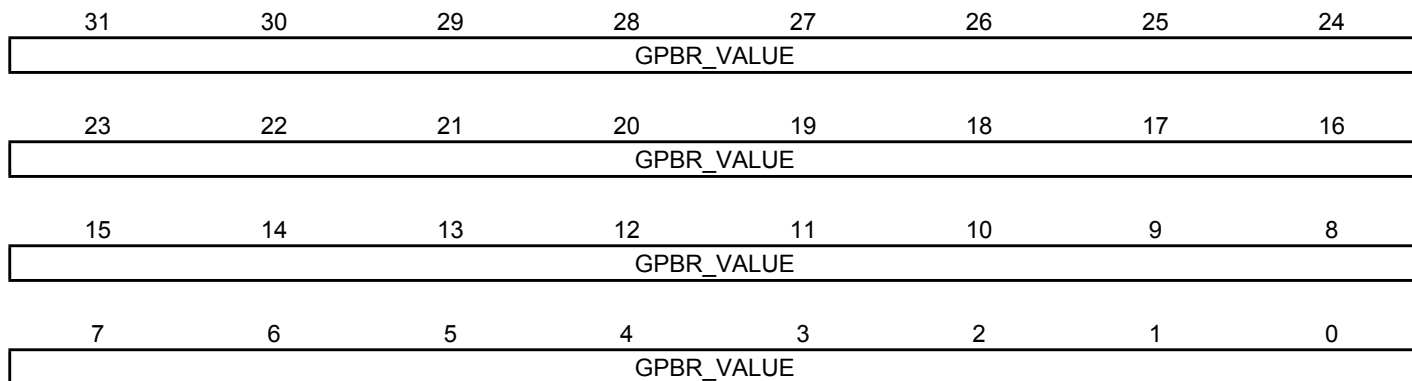 31 30 29 28 27 26 25 24
GPBR_VALUE
23 22 21 20 19 18 17 16
GPBR_VALUE
15 14 13 12 11 10 9 8
GPBR_VALUE
7 6 5 4 3 2 1 0
GPBR_VALUE